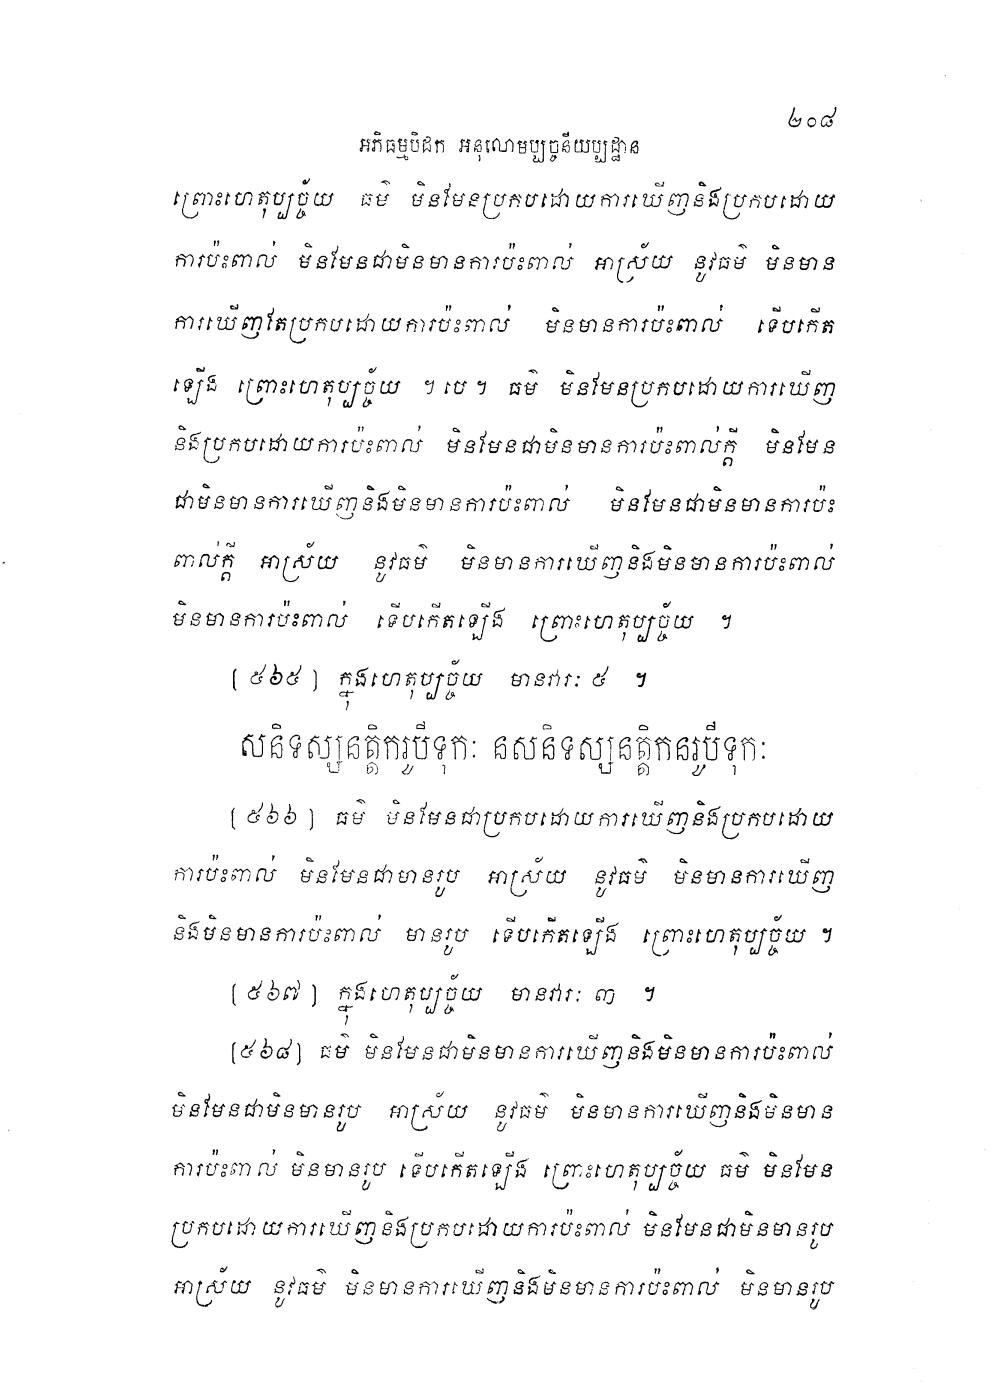 ២០៨
អភិធម្មបិដក អនុលោមប្បច្ចនីយប្បដ្ឋាន
ព្រោះហេតុប្បច្ច័យ ធម៌ មិនមែនប្រកបដោយការឃើញនិងប្រកបដោយ
ការប៉ះពាល់ មិនមែនជាមិនមានការប៉ះពាល់ អាស្រ័យ នូវធម៌ មិនមាន
ការឃើញតែប្រកបដោយការប៉ះពាល់ មិនមានការប៉ះពាល់ ទើបកើត
ឡើង ព្រោះហេតុប្បច្ច័យ ។ បេ ។ ធម៌ មិនមែនប្រកបដោយការឃើញ
និងប្រកបដោយការប៉ះពាល់ មិនមែនជាមិនមានការប៉ះពាល់ក្តី មិនមែន
ជាមិនមានការឃើញនិងមិនមានការប៉ះពាល់ មិនមែនជាមិនមានការប៉ះ
ពាល់ក្តី អាស្រ័យ នូវធម៌ មិនមានការឃើញនិងមិនមានការប៉ះពាល់
មិនមានការប៉ះពាល់ ទើបកើតឡើង ព្រោះហេតុប្បច្ច័យ ។
(៥៦៥) ក្នុងហេតុប្បច្ច័យ មានវារៈ ៥ ។
សនិទស្សនត្តិករូបីទុកៈ នសនិទស្សនត្តិកនរូបីទុកៈ
(៥៦៦) ធម៌ មិនមែនជាប្រកបដោយការឃើញនិងប្រកបដោយ
ការប៉ះពាល់ មិនមែនជាមានរូប អាស្រ័យ នូវធម៌ មិនមានការឃើញ
និងមិនមានការប៉ះពាល់ មានរូប ទើបកើតឡើង ព្រោះហេតុប្បច្ច័យ ។
(៥៦៧) ក្នុងហេតុប្បច្ច័យ មានវារៈ ៣ ។
(៥៦៨) ធម៌ មិនមែនជាមិនមានការឃើញនិងមិនមានការប៉ះពាល់
មិនមែនជាមិនមានរូប អាស្រ័យ នូវធម៌ មិនមានការឃើញនិងមិនមាន
ការប៉ះពាល់ មិនមានរូប ទើបកើតឡើង ព្រោះហេតុប្បច្ច័យ ធម៌ មិនមែន
ប្រកបដោយការឃើញនិងប្រកបដោយការប៉ះពាល់ មិនមែនជាមិនមានរូប
អាស្រ័យ នូវធម៌ មិនមានការឃើញនិងមិនមានការប៉ះពាល់ មិនមានរូប